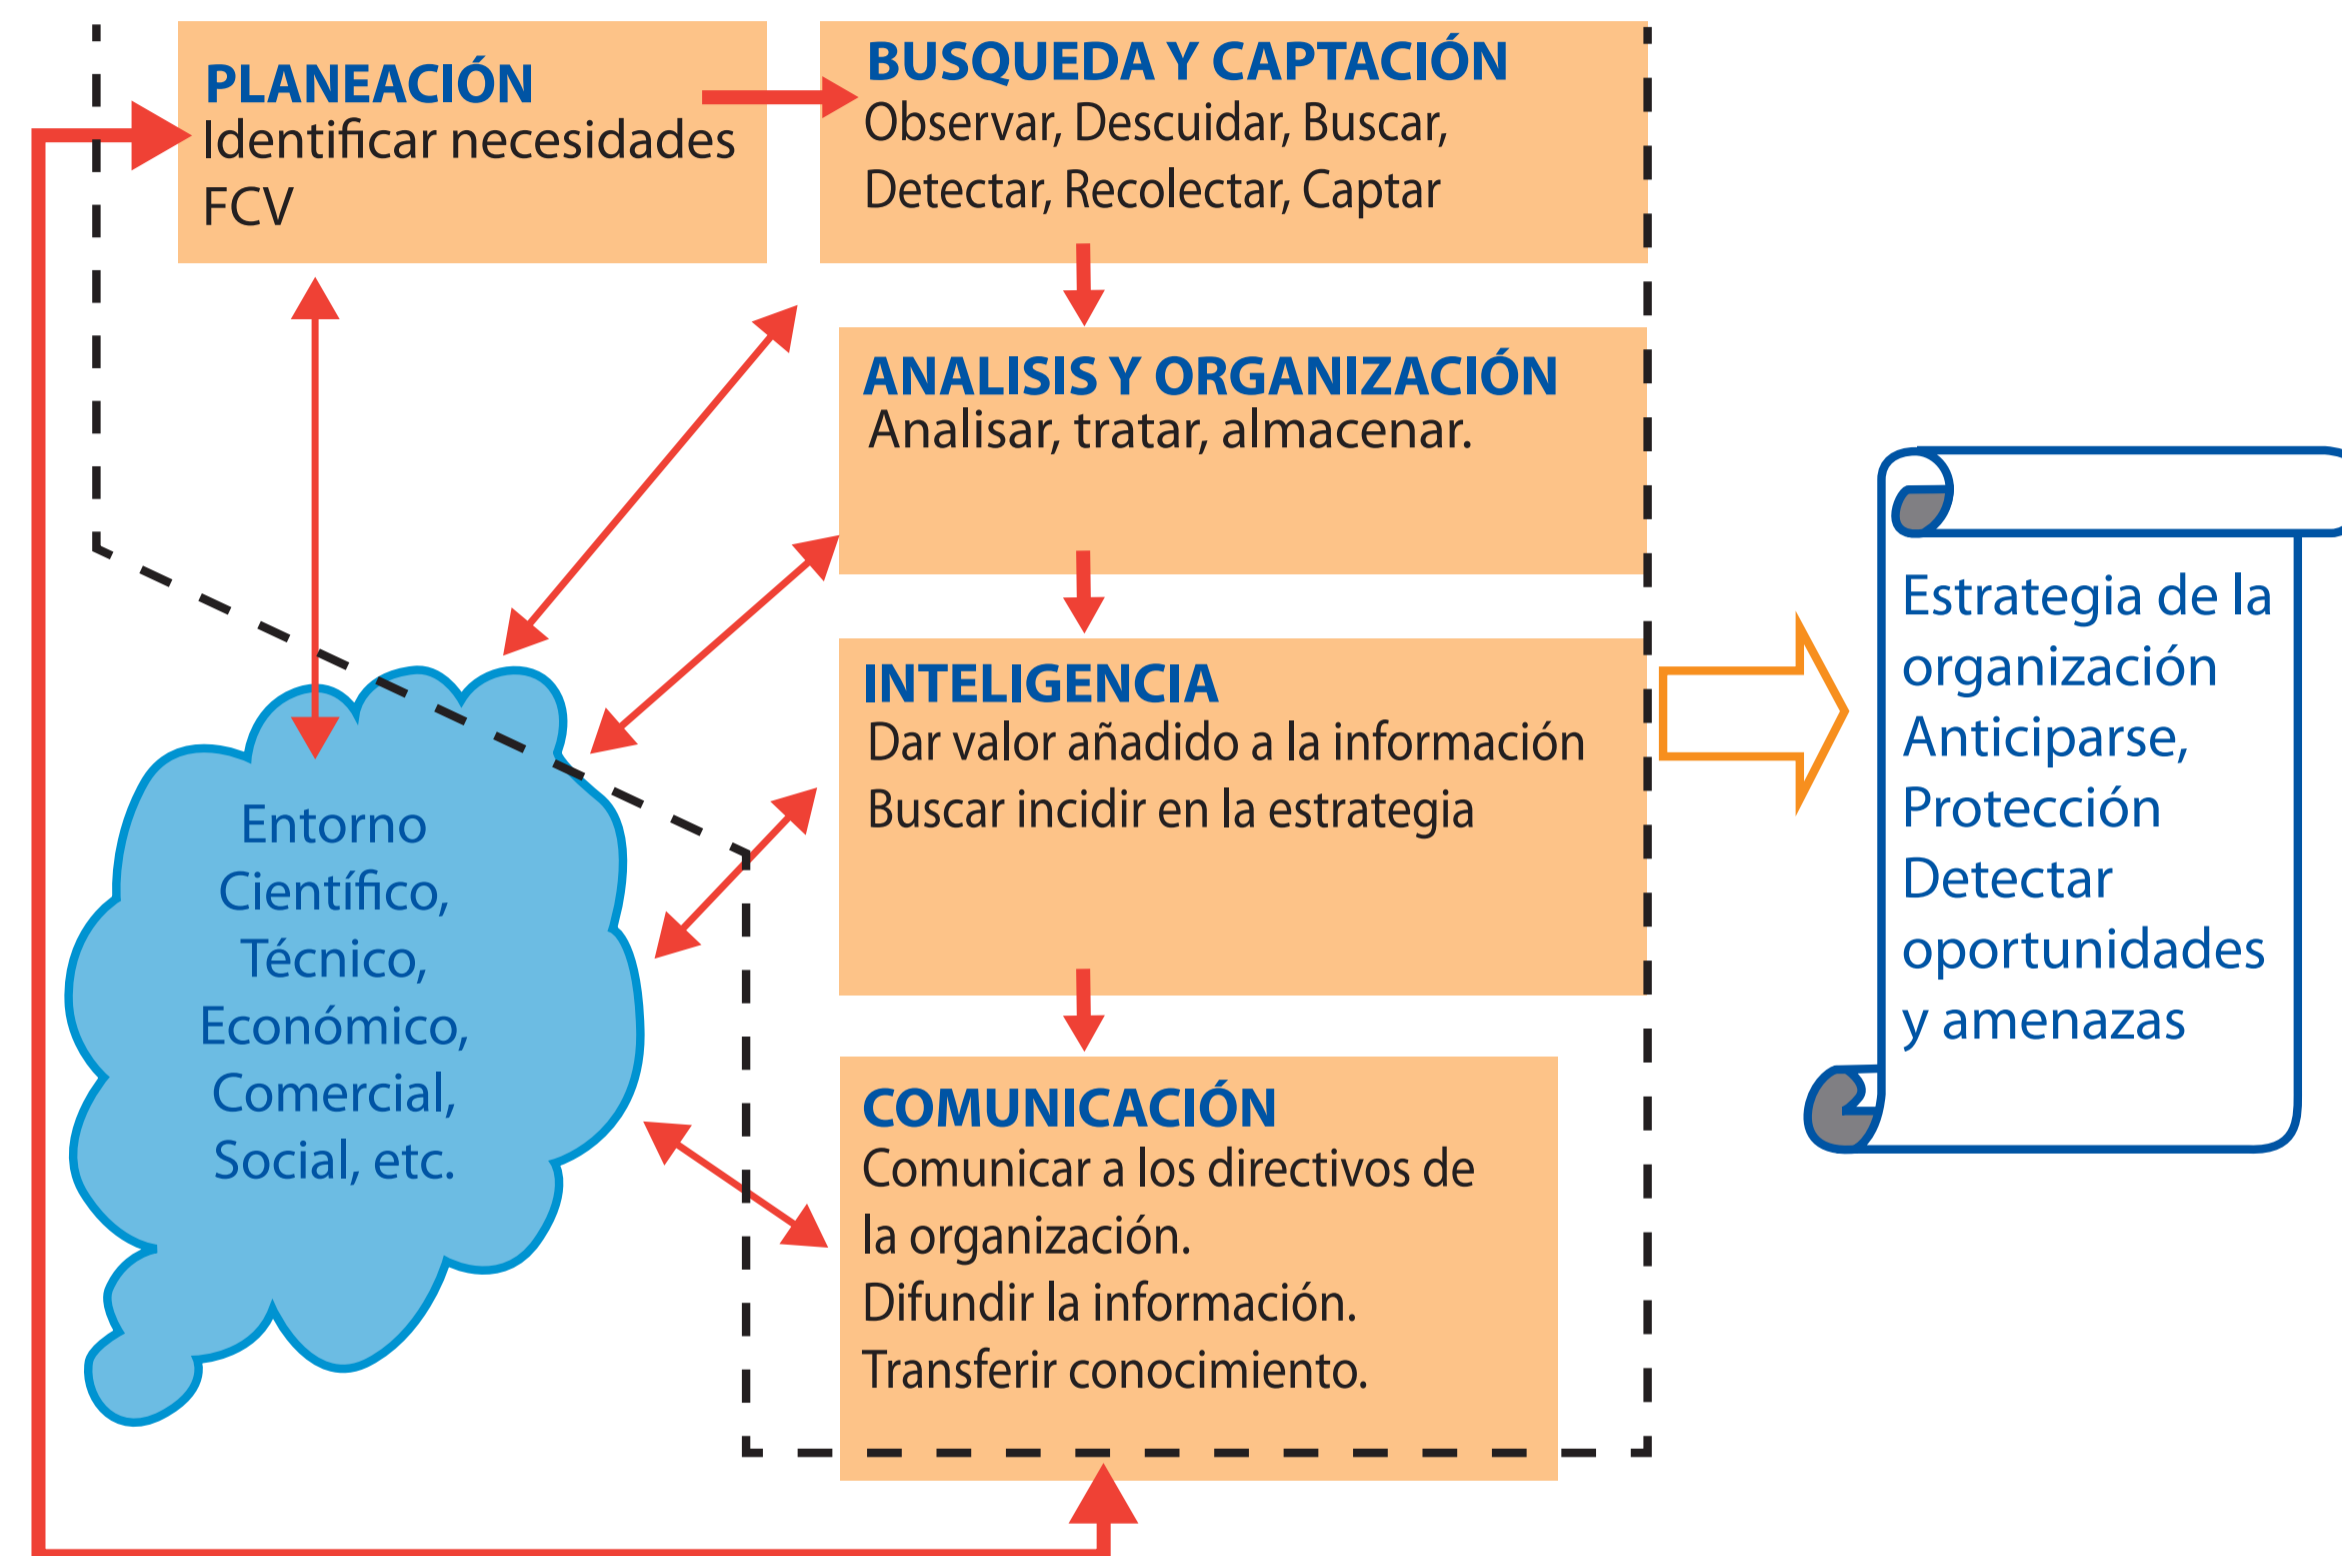 PLANEACIÓN
Identificar necesidades
FCV
BUSQUEDA Y CAPTACIÓN
Observar, Descuidar, Buscar,
Detectar, Recolectar, Captar
ANALISIS Y ORGANIZACIÓN
Analisar, tratar, almacenar.
INTELIGENCIA
Dar valor añadido a la información
Buscar incidir en la estrategia
COMUNICACIÓN
Comunicar a los directivos de
la organización.
Difundir la información.
Transferir conocimiento.
Entorno
Científico,
Técnico,
Económico,
Comercial,
Social, etc.
Estrategia de la
organización
Anticiparse,
Protección
Detectar
oportunidades
y amenazas